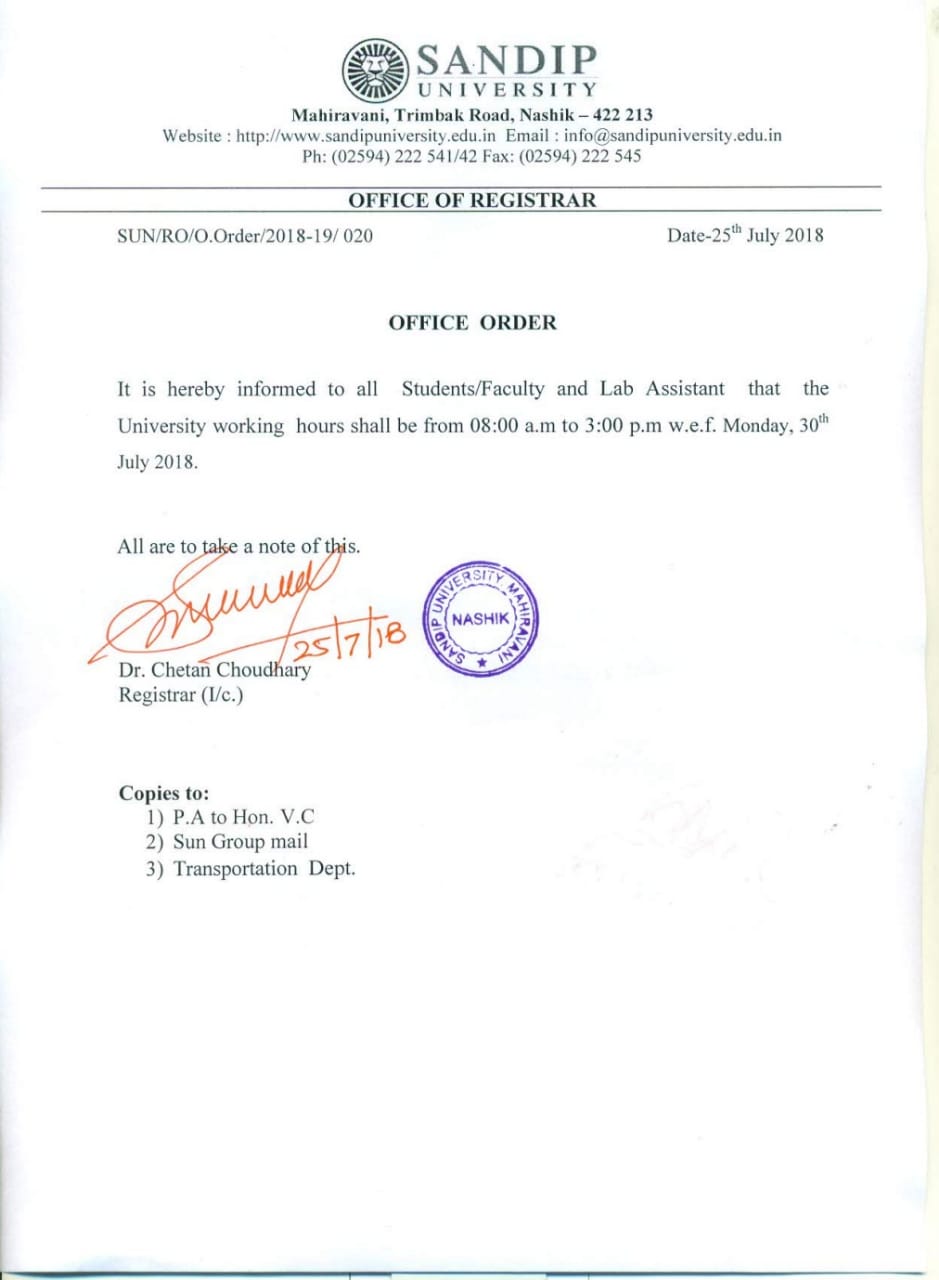 SANDIP
UNIVERSITY
Mahiravani, Trimbak Road, Nashik – 422 213
Website : http://www.sandipuniversity.edu.in Email : info@sandipuniversity.edu.in
Ph: (02594) 222 541/42 Fax: (02594) 222 545
OFFICE OF REGISTRAR
SUN/RO/O.Order/2018-19/ 020 Date-25th July 2018
OFFICE ORDER
It is hereby informed to all Students/Faculty and Lab Assistant that the
University working hours shall be from 08:00 a.m to 3:00 p.m w.e.f. Monday, 30th
July 2018.
All are to take a note of this.
25/7/18
SANDIP UNIVERSITY MAHIRAVANI
NASHIK
Dr. Chetan Choudhary
Registrar (I/c.)
Copies to:
1) P.A to Hon. V.C
2) Sun Group mail
3) Transportation Dept.